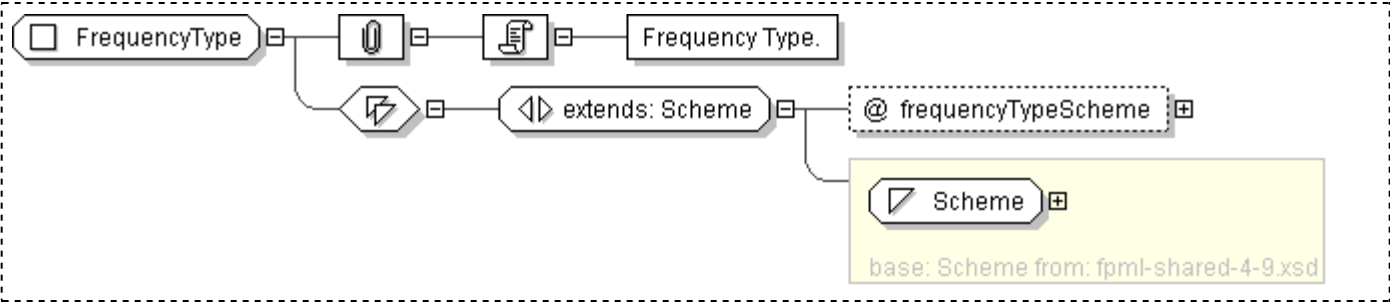 FrequencyType
Frequency Type.
extends: Scheme
@ frequencyTypeScheme
Scheme
base: Scheme from: fpml-shared-4-9.xsd